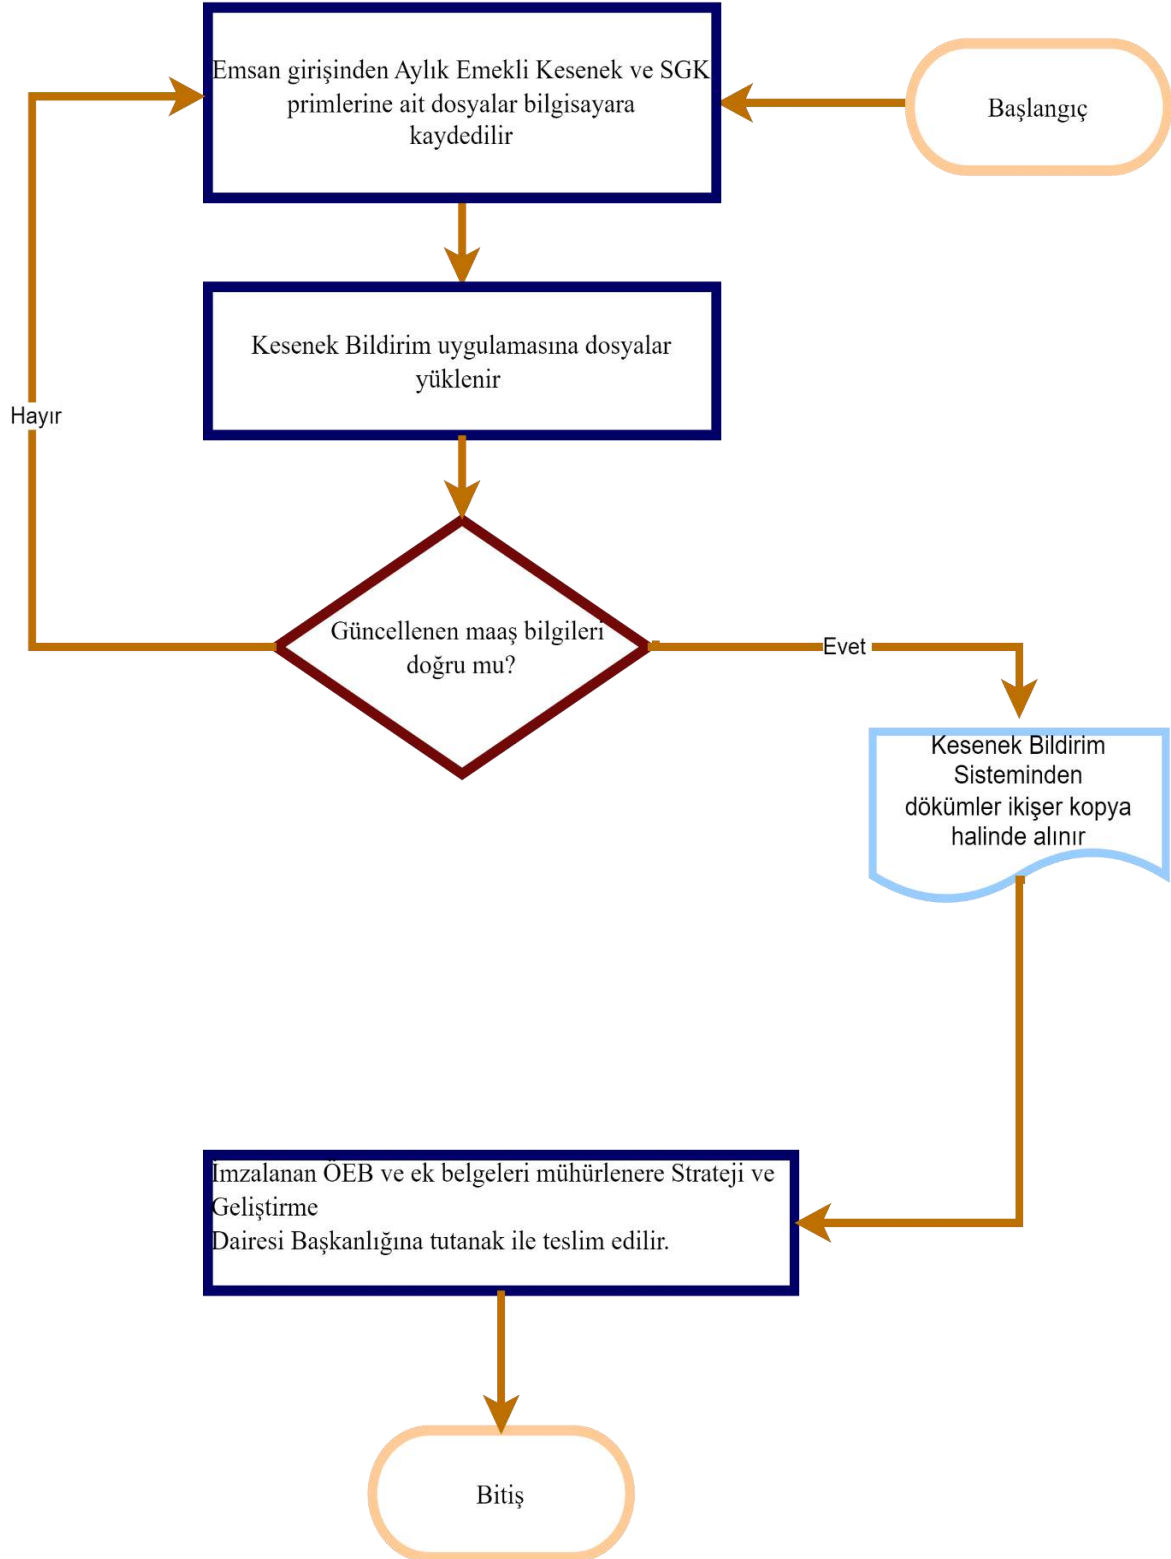 Başlangıç
Emsan girişinden Aylık Emekli Kesenek ve SGK
primlerine ait dosyalar bilgisayara
kaydedilir
Kesenek Bildirim uygulamasına dosyalar
yüklenir
Güncellenen maaş bilgileri
doğru mu?
Hayır
Evet
Kesenek Bildirim
Sisteminden
dökümler ikişer kopya
halinde alınır
İmzalanan ÖEB ve ek belgeleri mühürlenere Strateji ve
Geliştirme
Dairesi Başkanlığına tutanak ile teslim edilir.
Bitiş